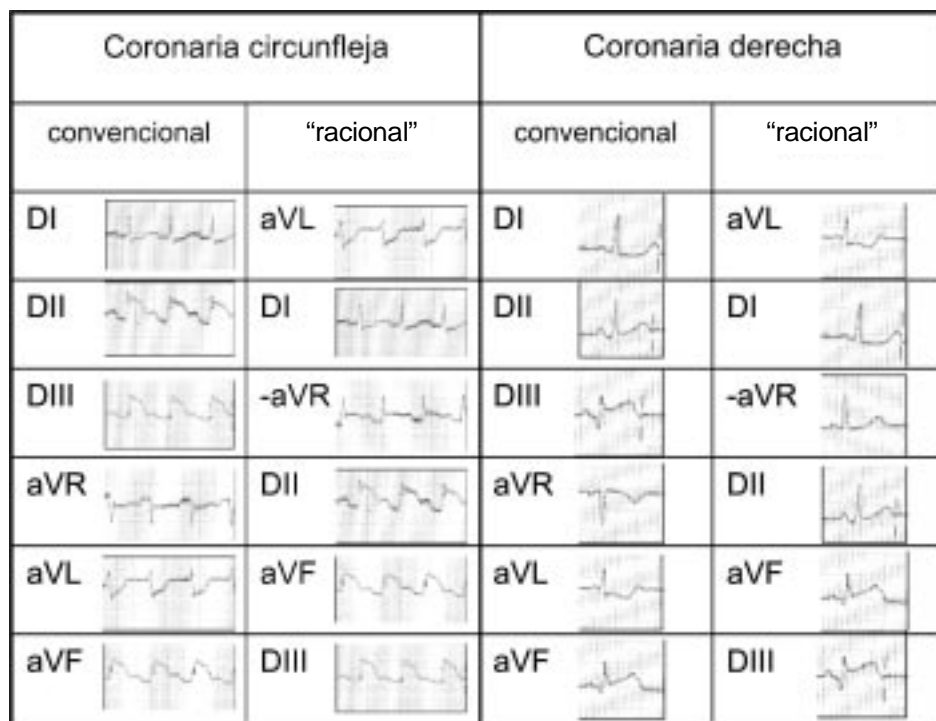 Coronaria circunfleja Coronaria derecha
convencional “racional” convencional “racional”
DI aVL DI aVL
DII DI DII DI
DIII -aVR DIII -aVR
aVR DII aVR DII
aVL aVF aVL aVF
aVF DIII aVF DIII